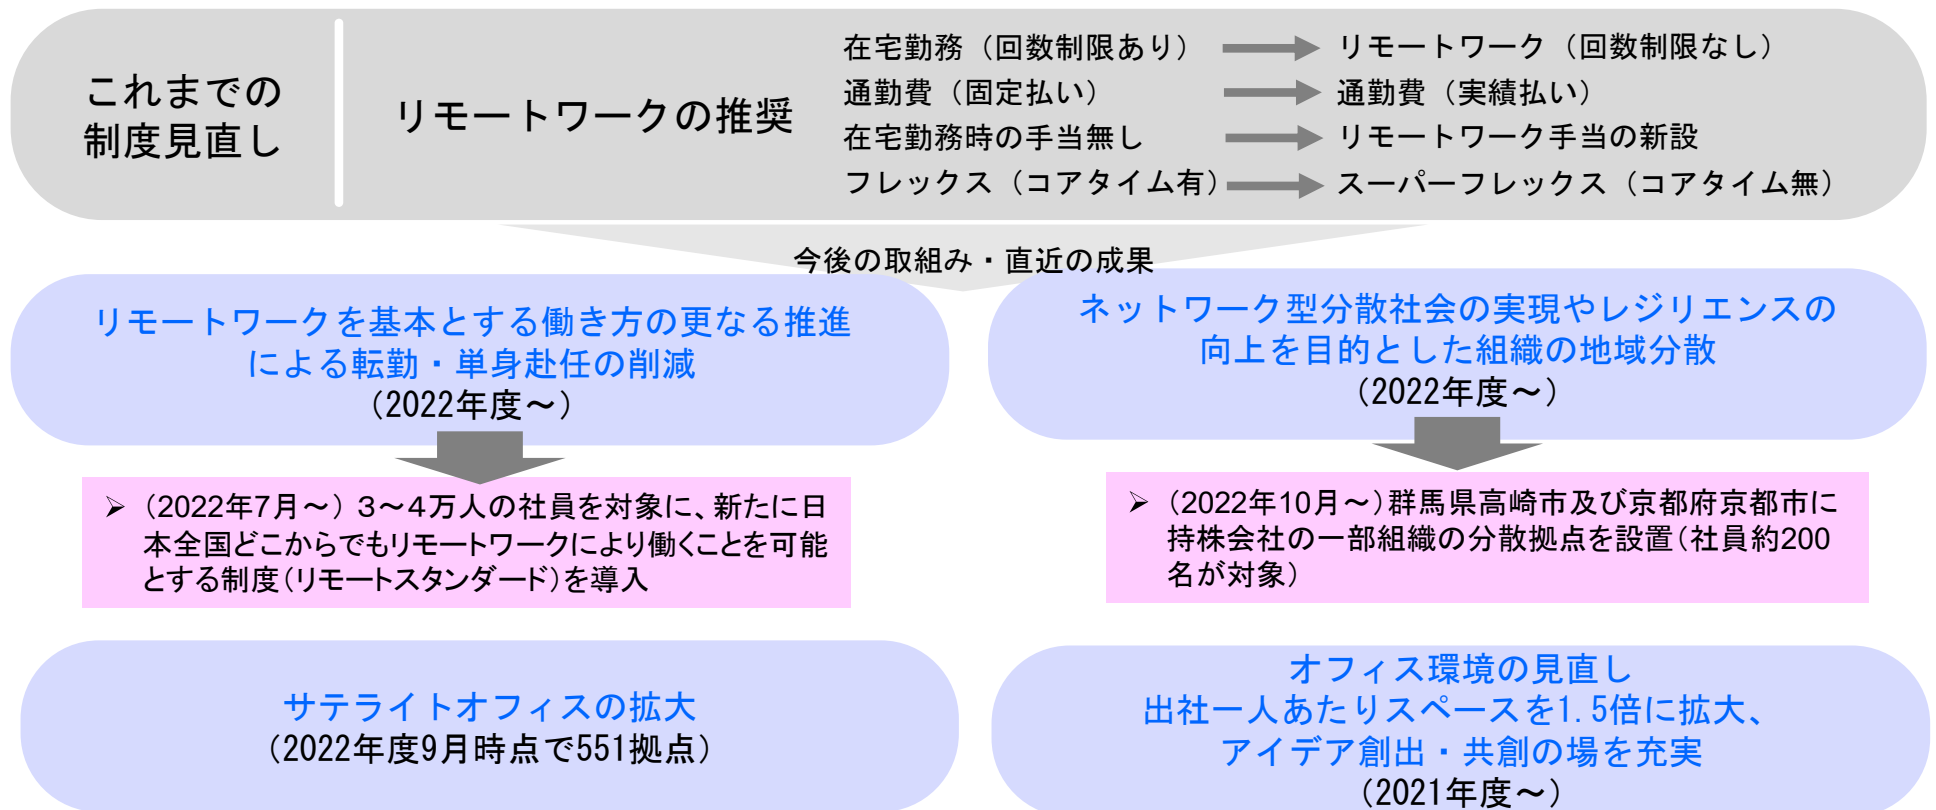 これまでの
制度見直し
リモートワークの推奨
在宅勤務（回数制限あり） リモートワーク（回数制限なし）
通勤費（固定払い） 通勤費（実績払い）
在宅勤務時の手当無し リモートワーク手当の新設
フレックス（コアタイム有） スーパーフレックス（コアタイム無）
今後の取組み・直近の成果
リモートワークを基本とする働き方の更なる推進
による転勤・単身赴任の削減
（2022年度～）
➢（2022年7月～）３～４万人の社員を対象に、新たに日
本全国どこからでもリモートワークにより働くことを可能
とする制度（リモートスタンダード）を導入
ネットワーク型分散社会の実現やレジリエンスの
向上を目的とした組織の地域分散
（2022年度～）
➢（2022年10月～）群馬県高崎市及び京都府京都市に
持株会社の一部組織の分散拠点を設置（社員約200
名が対象）
サテライトオフィスの拡大
（2022年度9月時点で551拠点）
オフィス環境の見直し
出社一人あたりスペースを1.5倍に拡大、
アイデア創出・共創の場を充実
（2021年度～）